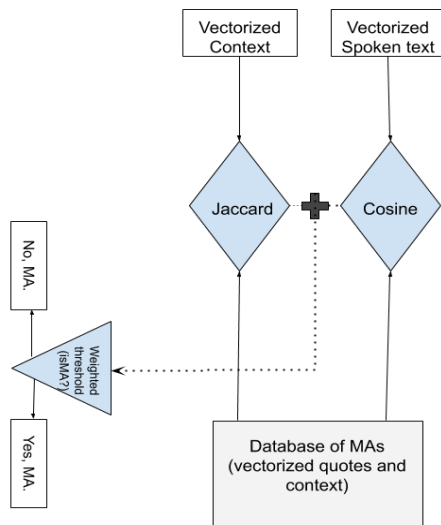 Vectorized
Context
Vectorized
Spoken text
Jaccard
Cosine
No, MA.
Weighted
threshold
(isMA?)
Yes, MA.
Database of MAs
(vectorized quotes and
context)